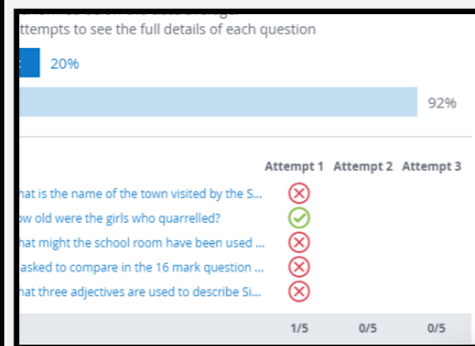 ttempts to see the full details of each question
20%
92%
Attempt 1 Attempt 2 Attempt 3
hat is the name of the town visited by the S...
ow old were the girls who quarrelled?
hat might the school room have been used ...
asked to compare in the 16 mark question ...
hat three adjectives are used to describe Si...
1/5 0/5 0/5